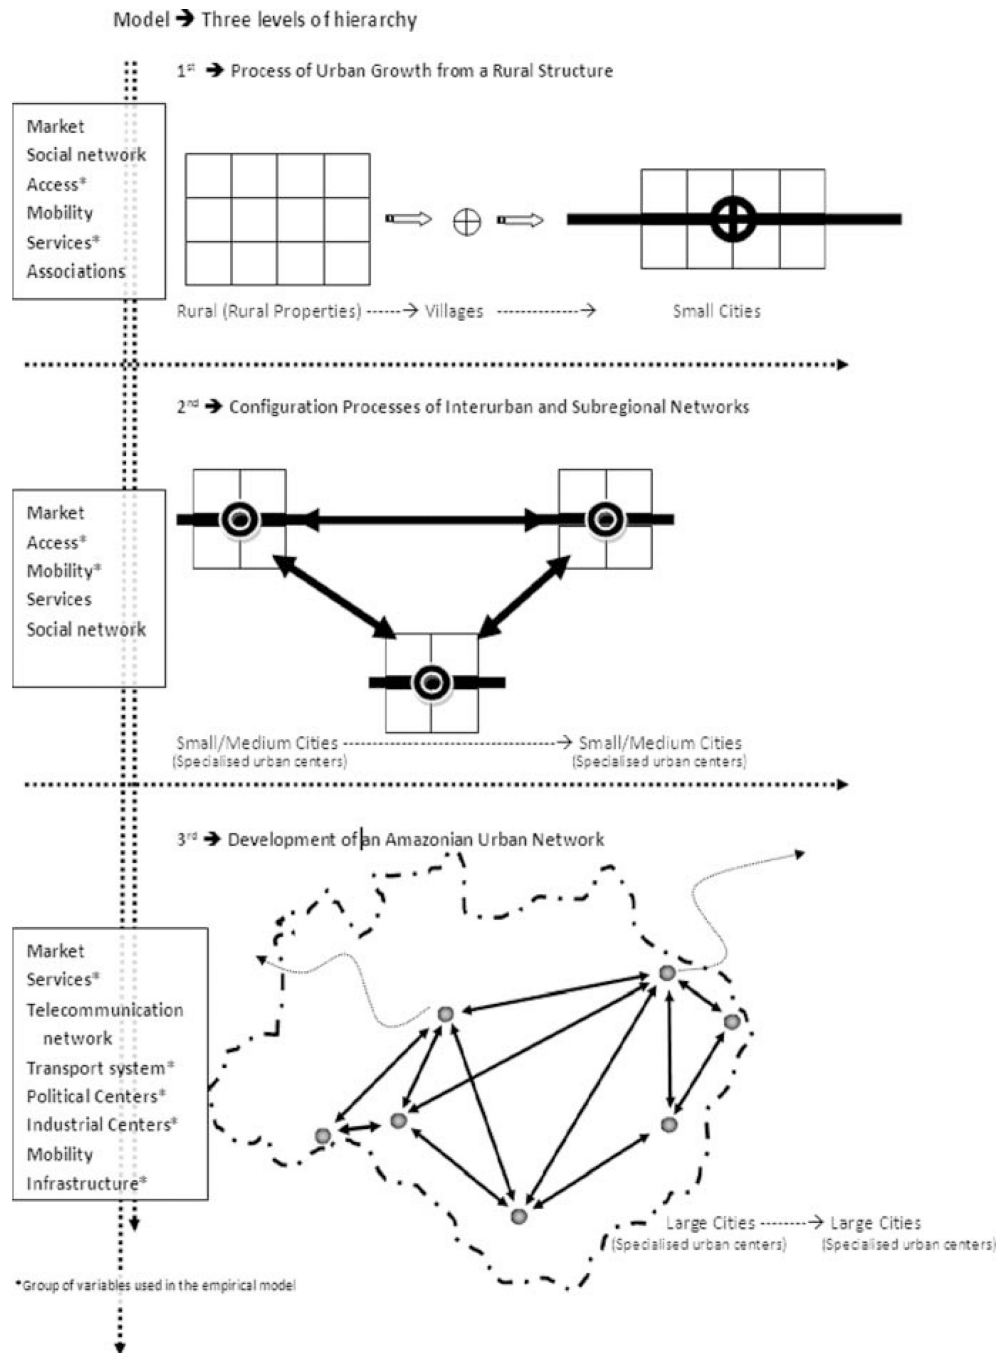 Model ➔ Three levels of hierarchy
1st ➔ Process of Urban Growth from a Rural Structure
Market
Social network
Access*
Mobility
Services*
Associations
Rural (Rural Properties) ------→ Villages ------------→ Small Cities
2nd ➔ Configuration Processes of Interurban and Subregional Networks
Market
Access*
Mobility*
Services
Social network
Small/Medium Cities ----------------------→ Small/Medium Cities
(Specialised urban centers) (Specialised urban centers)
3rd ➔ Development of an Amazonian Urban Network
Market
Services*
Telecommunication
network
Transport system*
Political Centers*
Industrial Centers*
Mobility
Infrastructure*
Large Cities --------→ Large Cities
(Specialised urban centers) (Specialised urban centers)
*Group of variables used in the empirical model